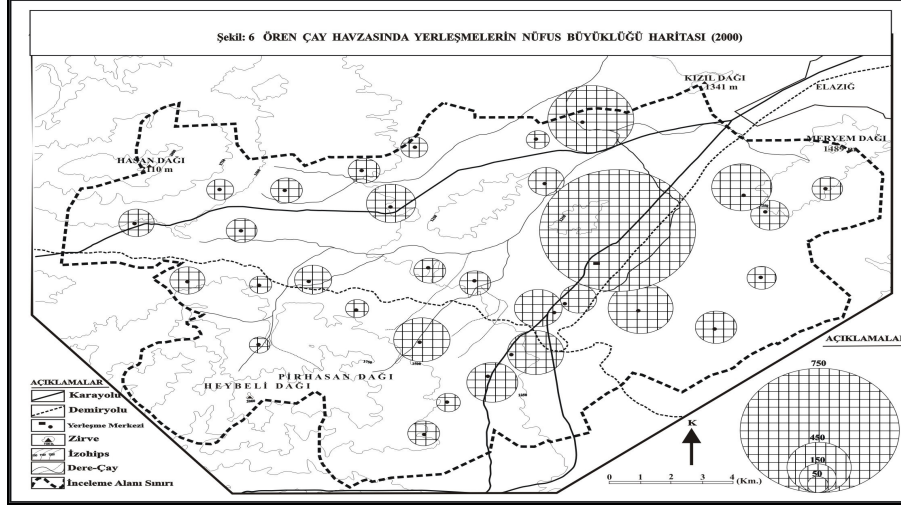 Şekil: 6 ÖREN ÇAY HAVZASINDA YERLEŞMELERİN NÜFUS BÜYÜKLÜĞÜ HARİTASI (2000)
KIZIL DAĞI
1341 m
ELAZIĞ
MERYEM DAĞI
HASAN DAĞI
PİRHASAN DAĞI
HEYBELİ DAĞI
AÇIKLAMALAR
Karayolu
Demiryolu
Yerleşme Merkezi
Zirve
İzohips
Dere-Çay
İnceleme Alanı Sınırı
K
0 1 2 3 4 (Km.)
AÇIKLAMALAR
750
450
150
50